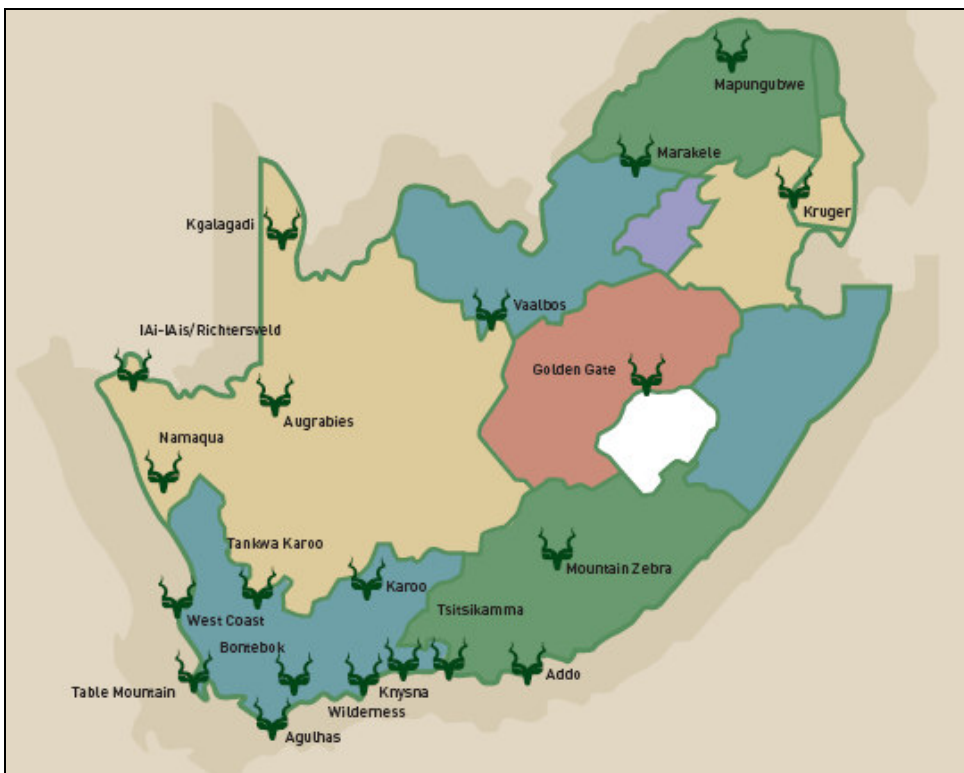 Mapungubwe
Marakele
Kruger
Kgalagadi
Vaalbos
IAi-IAis/Richtersveld
Golden Gate
Augrabies
Namaqua
Tankwa Karoo
Mountain Zebra
Karoo
Tsitsikamma
West Coast
Bontebok
Addo
Table Mountain
Knysna
Wilderness
Agulhas